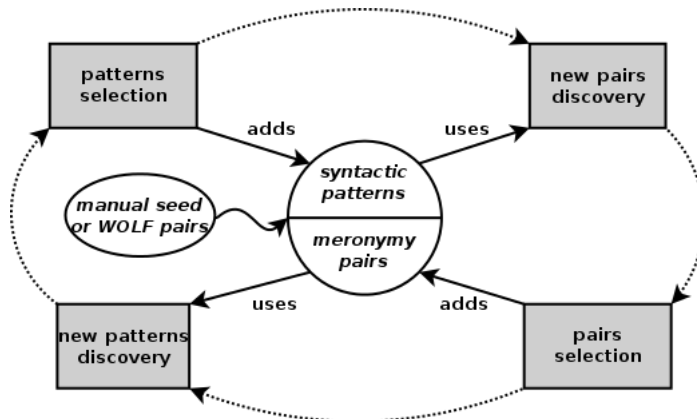 patterns
selection
new pairs
discovery
adds
uses
syntactic
patterns
manual seed
or WOLF pairs
meronymy
pairs
uses
adds
new patterns
discovery
pairs
selection